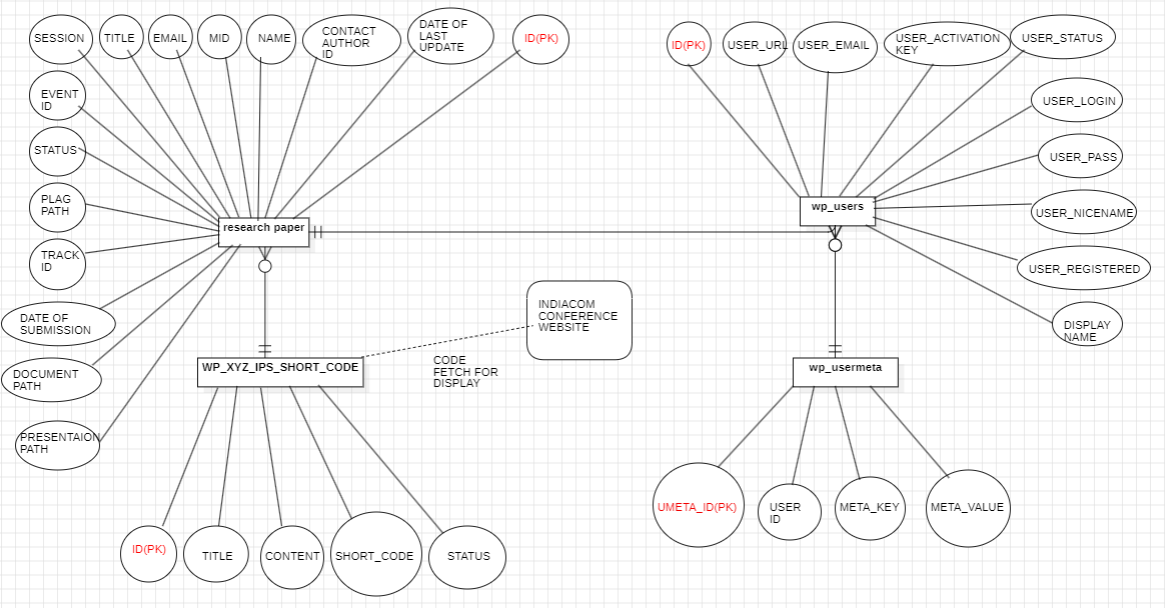 SESSION
TITLE
EMAIL
MID
NAME
CONTACT
AUTHOR
ID
DATE OF
LAST
UPDATE
ID(PK)
ID(PK)
USER_URL
USER_EMAIL
USER_ACTIVATION
KEY
USER_STATUS
EVENT
ID
USER_LOGIN
STATUS
USER_PASS
PLAG
PATH
research paper
wp_users
USER_NICENAME
TRACK
ID
USER_REGISTERED
DATE OF
SUBMISSION
INDIACOM
CONFERENCE
WEBSITE
DISPLAY
NAME
DOCUMENT
PATH
WP_XYZ_IPS_SHORT_CODE
CODE
FETCH FOR
DISPLAY
wp_usermeta
PRESENTAION
PATH
UMETA_ID(PK)
USER
ID
META_KEY
META_VALUE
ID(PK)
TITLE
CONTENT
SHORT_CODE
STATUS